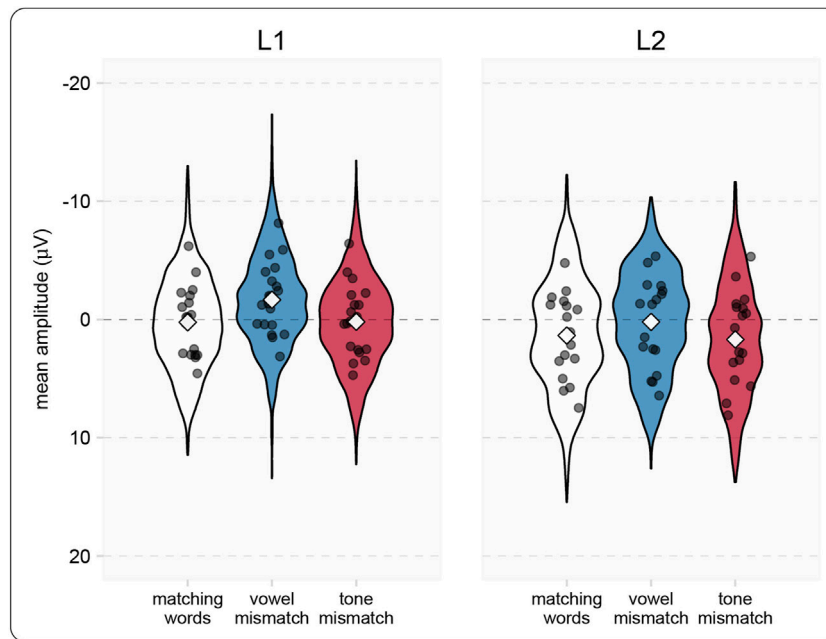 L1
L2
mean amplitude (µV)
-20
-10
0
10
20
matching
words
vowel
mismatch
tone
mismatch
matching
words
vowel
mismatch
tone
mismatch